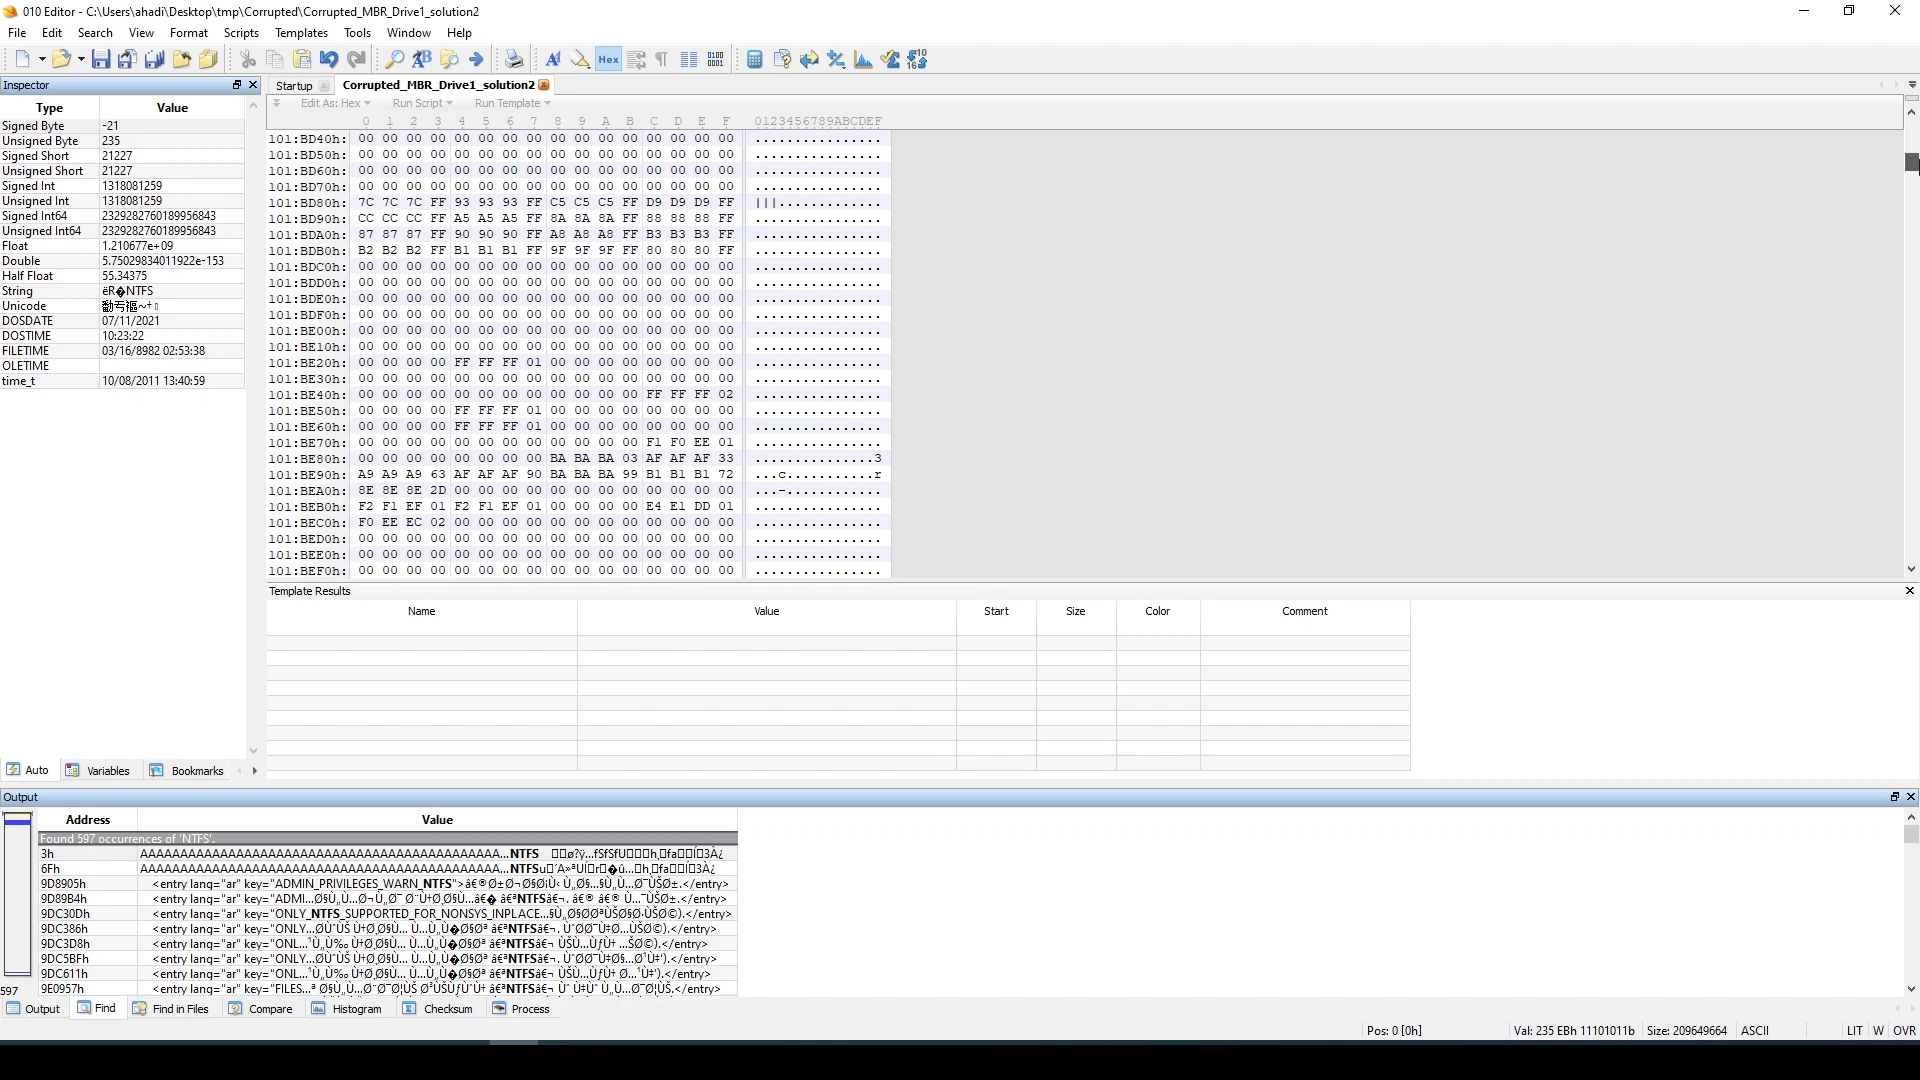 010 Editor - C:\Users\ahadi\Desktop\tmp\Corrupted\Corrupted_MBR_Drive1_solution2
File Edit Search View Format Scripts Templates Tools Window Help
Inspector
Startup Corrupted_MBR_Drive1_solution2
Edit As: Hex Run Script Run Template
Type Value
0 1 2 3 4 5 6 7 8 9 A B C D E F 0123456789ABCDEF
Signed Byte -21
Unsigned Byte 235
Signed Short 21227
Unsigned Short 21227
Signed Int 1318081259
Unsigned Int 1318081259
Signed Int64 2329282760189956843
Unsigned Int64 2329282760189956843
Float 1.210677e+09
Double 5.75029834011922e-153
Half Float 55.34375
String ëR�NTFS
Unicode
DOSDATE 07/11/2021
DOSTIME 10:23:22
FILETIME 03/16/8982 02:53:38
OLETIME
time_t 10/08/2011 13:40:59
Auto Variables Bookmarks
101:BD40h: 00 00 00 00 00 00 00 00 00 00 00 00 00 00 00 00 ................
101:BD50h: 00 00 00 00 00 00 00 00 00 00 00 00 00 00 00 00 ................
101:BD60h: 00 00 00 00 00 00 00 00 00 00 00 00 00 00 00 00 ................
101:BD70h: 00 00 00 00 00 00 00 00 00 00 00 00 00 00 00 00 ................
101:BD80h: 7C 7C 7C FF 93 93 93 FF C5 C5 C5 FF D9 D9 D9 FF |||.............
101:BD90h: CC CC CC FF A5 A5 A5 FF 8A 8A 8A FF 88 88 88 FF ................
101:BDA0h: 87 87 87 FF 90 90 90 FF A8 A8 A8 FF B3 B3 B3 FF ................
101:BDB0h: B2 B2 B2 FF B1 B1 B1 FF 9F 9F 9F FF 80 80 80 FF ................
101:BDC0h: 00 00 00 00 00 00 00 00 00 00 00 00 00 00 00 00 ................
101:BDD0h: 00 00 00 00 00 00 00 00 00 00 00 00 00 00 00 00 ................
101:BDE0h: 00 00 00 00 00 00 00 00 00 00 00 00 00 00 00 00 ................
101:BDF0h: 00 00 00 00 00 00 00 00 00 00 00 00 00 00 00 00 ................
101:BE00h: 00 00 00 00 00 00 00 00 00 00 00 00 00 00 00 00 ................
101:BE10h: 00 00 00 00 00 00 00 00 00 00 00 00 00 00 00 00 ................
101:BE20h: 00 00 00 00 FF FF FF 01 00 00 00 00 00 00 00 00 ................
101:BE30h: 00 00 00 00 00 00 00 00 00 00 00 00 00 00 00 00 ................
101:BE40h: 00 00 00 00 00 00 00 00 00 00 00 00 FF FF FF 02 ................
101:BE50h: 00 00 00 00 FF FF FF 01 00 00 00 00 00 00 00 00 ................
101:BE60h: 00 00 00 00 FF FF FF 01 00 00 00 00 00 00 00 00 ................
101:BE70h: 00 00 00 00 00 00 00 00 00 00 00 00 F1 F0 EE 01 ................
101:BE80h: 00 00 00 00 00 00 00 00 BA BA BA 03 AF AF AF 33 ...............3
101:BE90h: A9 A9 A9 63 AF AF AF 90 BA BA BA 99 B1 B1 B1 72 ...c...........r
101:BEA0h: 8E 8E 8E 2D 00 00 00 00 00 00 00 00 00 00 00 00 ...-............
101:BEB0h: F2 F1 EF 01 F2 F1 EF 01 00 00 00 00 E4 E1 DD 01 ................
101:BEC0h: F0 EE EC 02 00 00 00 00 00 00 00 00 00 00 00 00 ................
101:BED0h: 00 00 00 00 00 00 00 00 00 00 00 00 00 00 00 00 ................
101:BEE0h: 00 00 00 00 00 00 00 00 00 00 00 00 00 00 00 00 ................
101:BEF0h: 00 00 00 00 00 00 00 00 00 00 00 00 00 00 00 00 ................
Template Results
Name Value Start Size Color Comment
Output
Address Value
Found 597 occurrences of 'NTFS'.
3h
6Fh
9D8905h <entry lang="ar" key="ADMIN_PRIVILEGES_WARN_NTFS">
9D89B4h <entry lang="ar" key="ADMI...
9DC30Dh <entry lang="ar" key="ONLY_NTFS_SUPPORTED_FOR_NONSYS_INPLACE...
9DC386h <entry lang="ar" key="ONLY...
9DC3D8h <entry lang="ar" key="ONL...
9DC5BFh <entry lang="ar" key="ONLY...
9DC611h <entry lang="ar" key="ONL...
9E0957h <entry lang="ar" key="FILES...
597
Output Find Find in Files Compare Histogram Checksum Process
Pos: 0 [0h] Val: 235 EBh 11101011b Size: 209649664 ASCII LIT W OVR